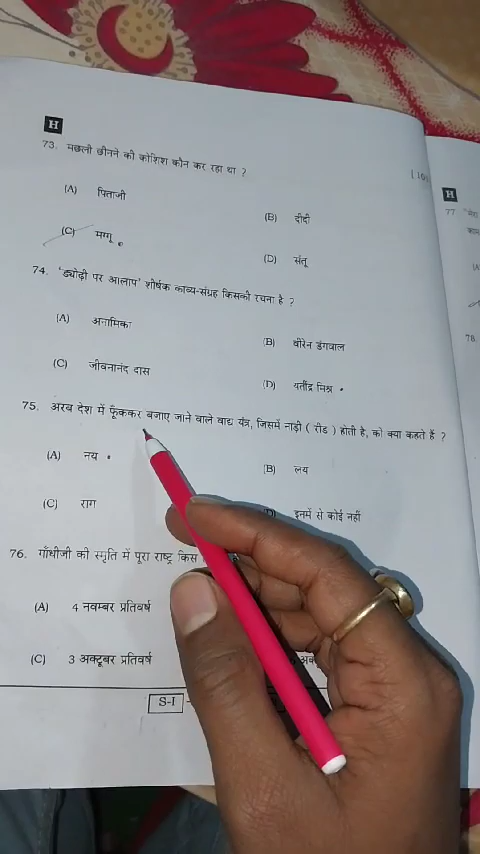 H
73. मछली छीनने की कोशिश कौन कर रहा था ?
(A) पिताजी
(B) दीदी
(C) मग्गू
(D) संतू
74. 'ड्योढ़ी पर आलाप' शीर्षक काव्य-संग्रह किसकी रचना है ?
(A) अनामिका
(B) वीरेन डंगवाल
(C) जीवनानंद दास
(D) यतींद्र मिश्र
75. अरब देश में फूँककर बजाए जाने वाले वाद्य यंत्र, जिसमें नाड़ी ( रीड ) होती है, को क्या कहते हैं ?
(A) नय
(B) लय
(C) राग
(D) इनमें से कोई नहीं
76. गाँधीजी की स्मृति में पूरा राष्ट्र किस
(A) 4 नवम्बर प्रतिवर्ष
(C) 3 अक्टूबर प्रतिवर्ष
S-I
H
77
78.